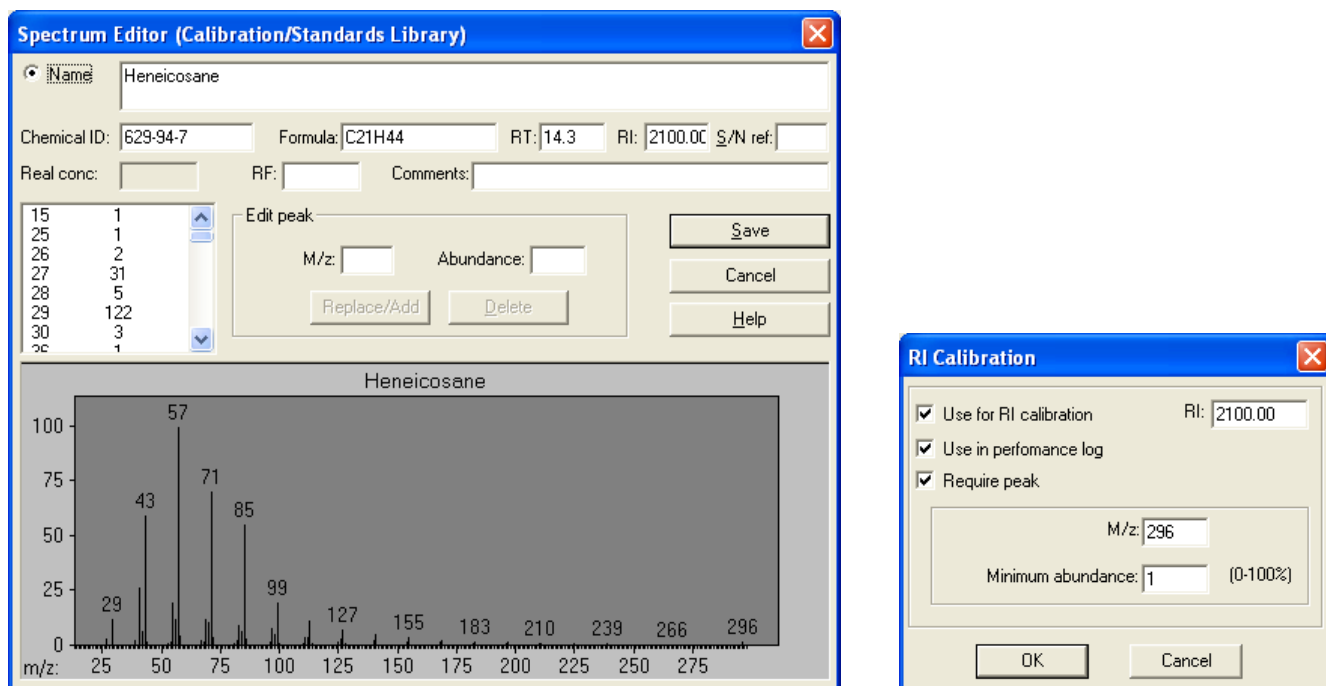 Spectrum Editor (Calibration/Standards Library)
Name Heneicosane
Chemical ID: 629-94-7 Formula: C21H44 RT: 14.3 RI: 2100.00 S/N ref:
Real conc: RF: Comments:
15 1
25 1
26 2
27 31
28 5
29 122
30 3
Edit peak
M/z: Abundance:
Replace/Add Delete
Save
Cancel
Help
Heneicosane
100
75
50
25
0
57
71
43
85
99
29
127
155
183
210
239
266
296
m/z: 25 50 75 100 125 150 175 200 225 250 275
RI Calibration
Use for RI calibration RI: 2100.00
Use in perfomance log
Require peak
M/z: 296
Minimum abundance: 1 (0-100%)
OK Cancel